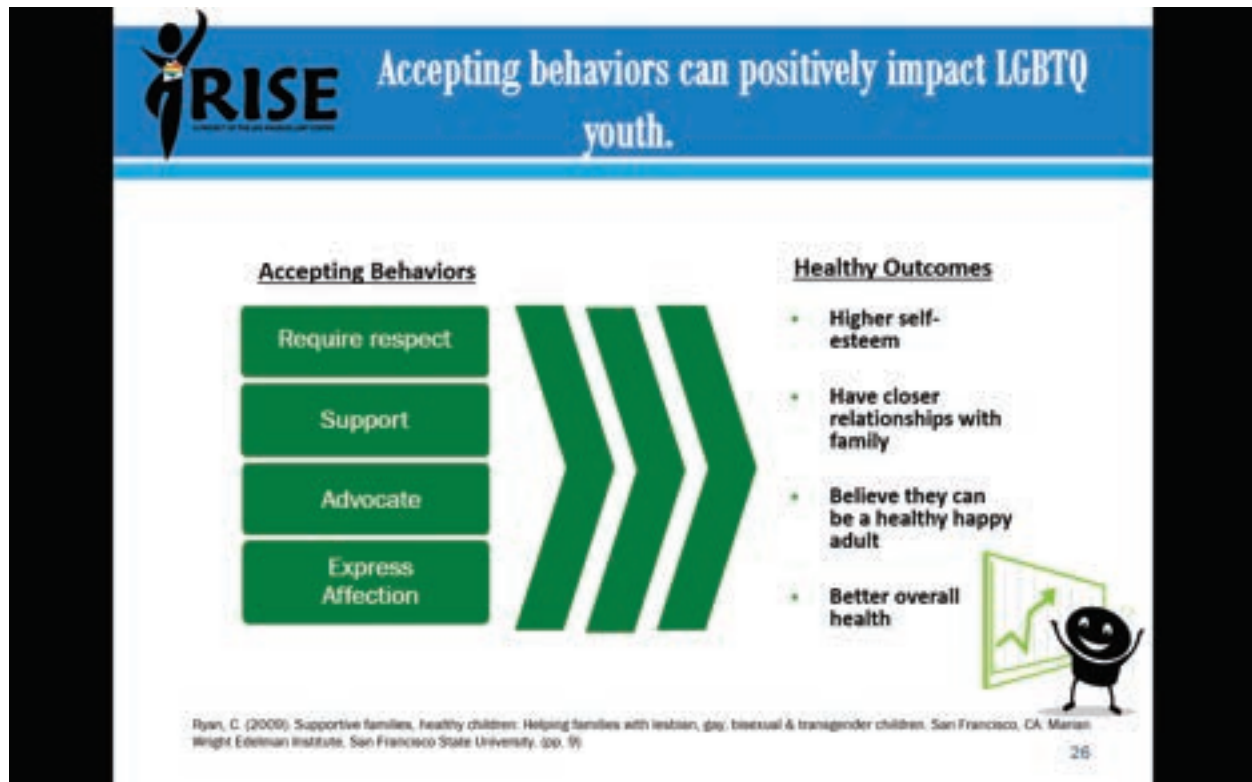 RISE
Accepting behaviors can positively impact LGBTQ
youth.
Accepting Behaviors
Require respect
Support
Advocate
Express
Affection
Healthy Outcomes
• Higher self-
esteem
• Have closer
relationships with
family
• Believe they can
be a healthy happy
adult
• Better overall
health
Ryan, C. (2009). Supportive families, healthy children: Helping families with lesbian, gay, bisexual & transgender children. San Francisco, CA. Marian
Wright Edelman Institute, San Francisco State University. (pp. 9)
26